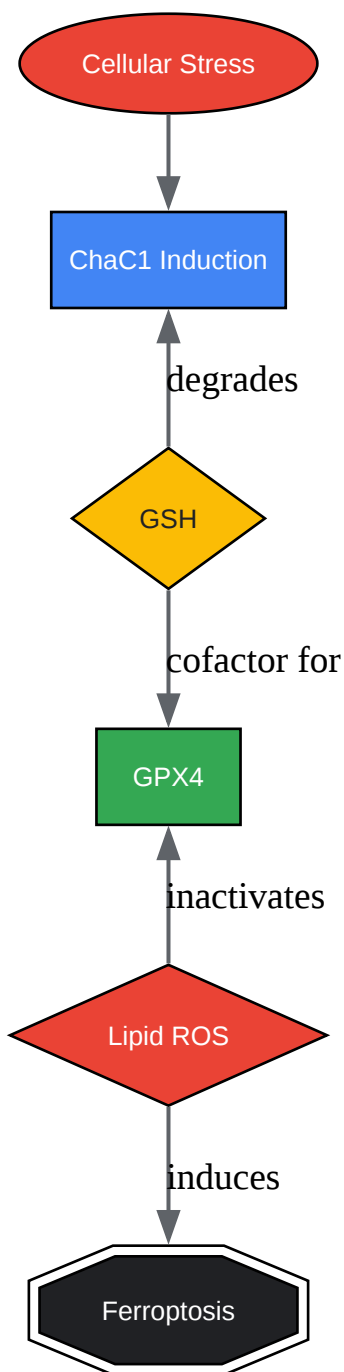 Cellular Stress
ChaC1 Induction
degrades
GSH
cofactor for
GPX4
inactivates
Lipid ROS
induces
Ferroptosis